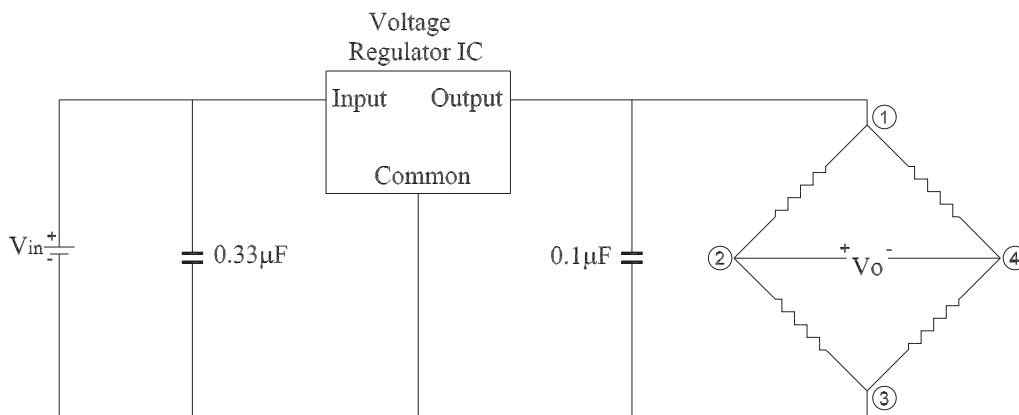 Voltage
Regulator IC
Input Output
Common
①
②
③
④
+
Vin
-
0.33µF
0.1µF
+ Vo -